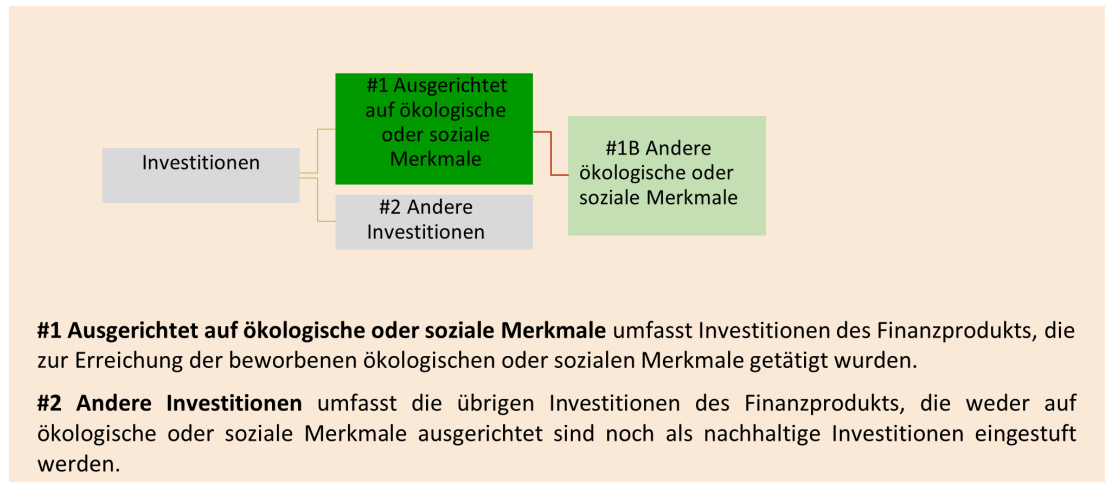 #1 Ausgerichtet
auf ökologische
oder soziale
Merkmale
Investitionen
#2 Andere
Investitionen
#1B Andere
ökologische oder
soziale Merkmale
#1 Ausgerichtet auf ökologische oder soziale Merkmale umfasst Investitionen des Finanzprodukts, die
zur Erreichung der beworbenen ökologischen oder sozialen Merkmale getätigt wurden.
#2 Andere Investitionen umfasst die übrigen Investitionen des Finanzprodukts, die weder auf
ökologische oder soziale Merkmale ausgerichtet sind noch als nachhaltige Investitionen eingestuft
werden.